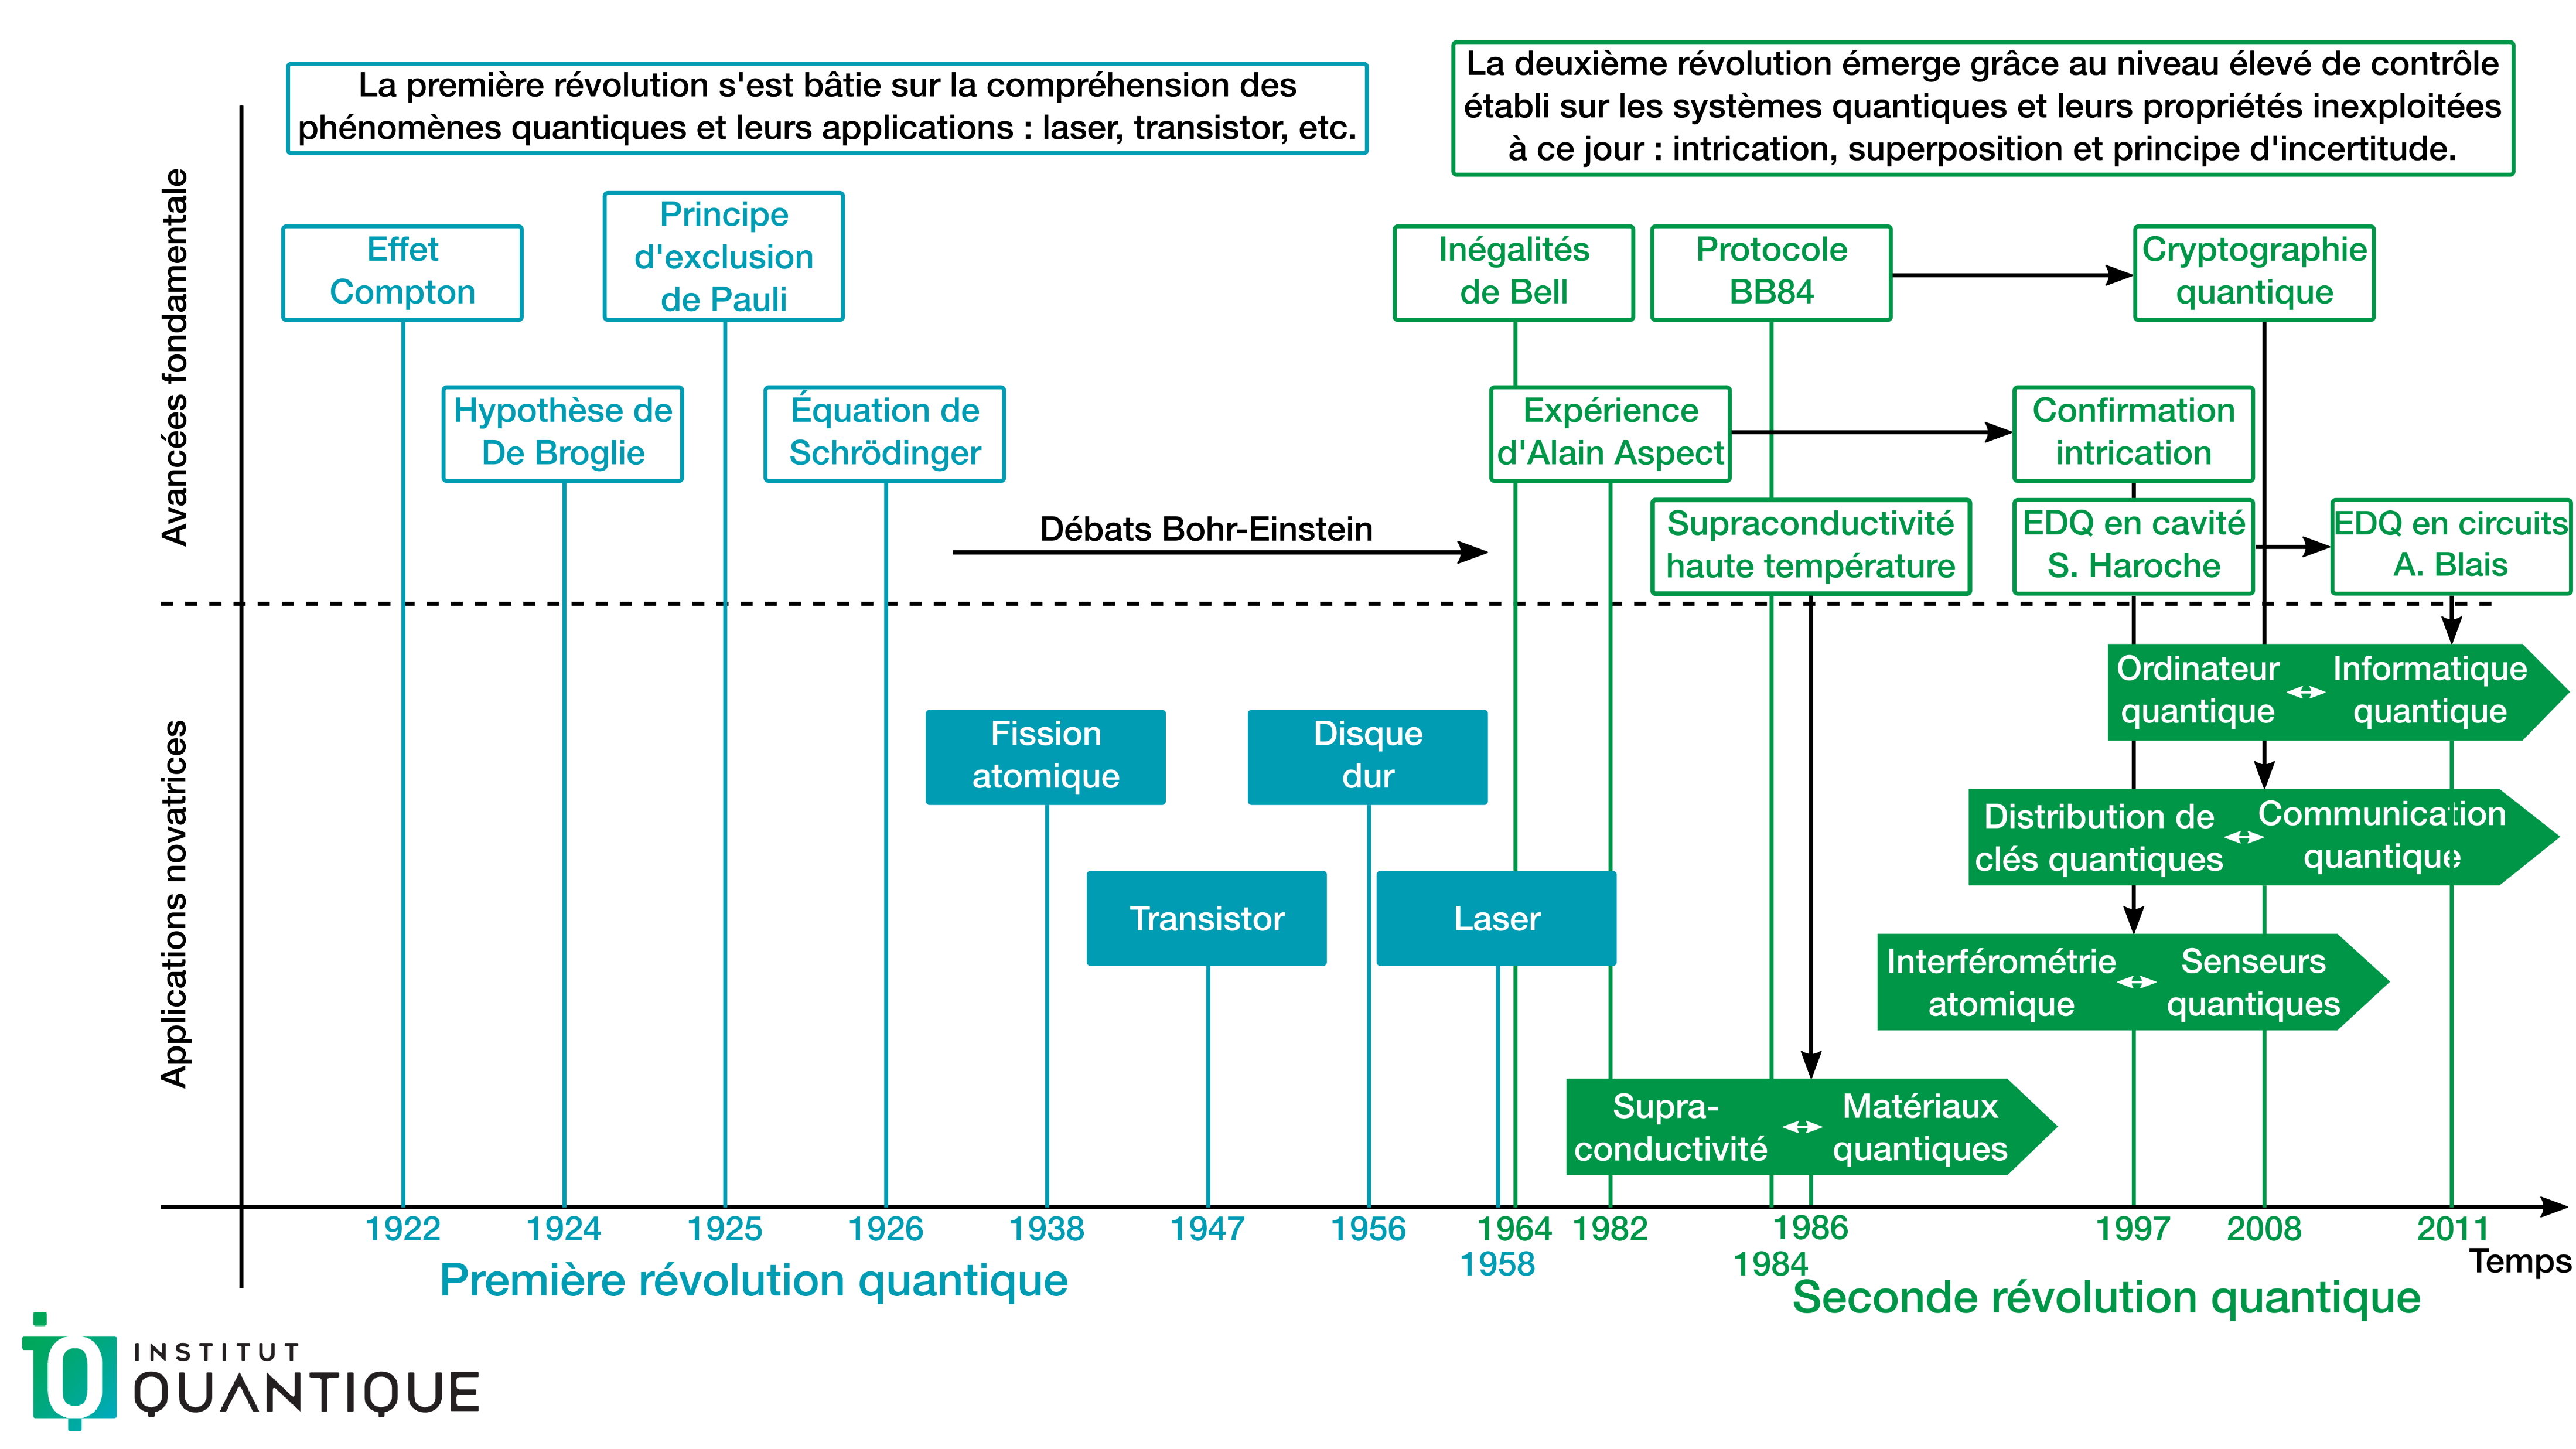 La première révolution s'est bâtie sur la compréhension des
phénomènes quantiques et leurs applications : laser, transistor, etc.
La deuxième révolution émerge grâce au niveau élevé de contrôle
établi sur les systèmes quantiques et leurs propriétés inexploitées
à ce jour : intrication, superposition et principe d'incertitude.
Avancées fondamentale
Effet
Compton
Principe
d'exclusion
de Pauli
Inégalités
de Bell
Protocole
BB84
Cryptographie
quantique
Hypothèse de
De Broglie
Équation de
Schrödinger
Expérience
d'Alain Aspect
Confirmation
intrication
Débats Bohr-Einstein
Supraconductivité
haute température
EDQ en cavité
S. Haroche
EDQ en circuits
A. Blais
Applications novatrices
Ordinateur
quantique
Informatique
quantique
Fission
atomique
Disque
dur
Distribution de
clés quantiques
Communication
quantique
Transistor
Laser
Interférométrie
atomique
Senseurs
quantiques
Supra-
conductivité
Matériaux
quantiques
1922
1924
1925
1926
1938
1947
1956
1958
1964
1982
1984
1986
1997
2008
2011
Temps
Première révolution quantique
Seconde révolution quantique
INSTITUT
QUANTIQUE